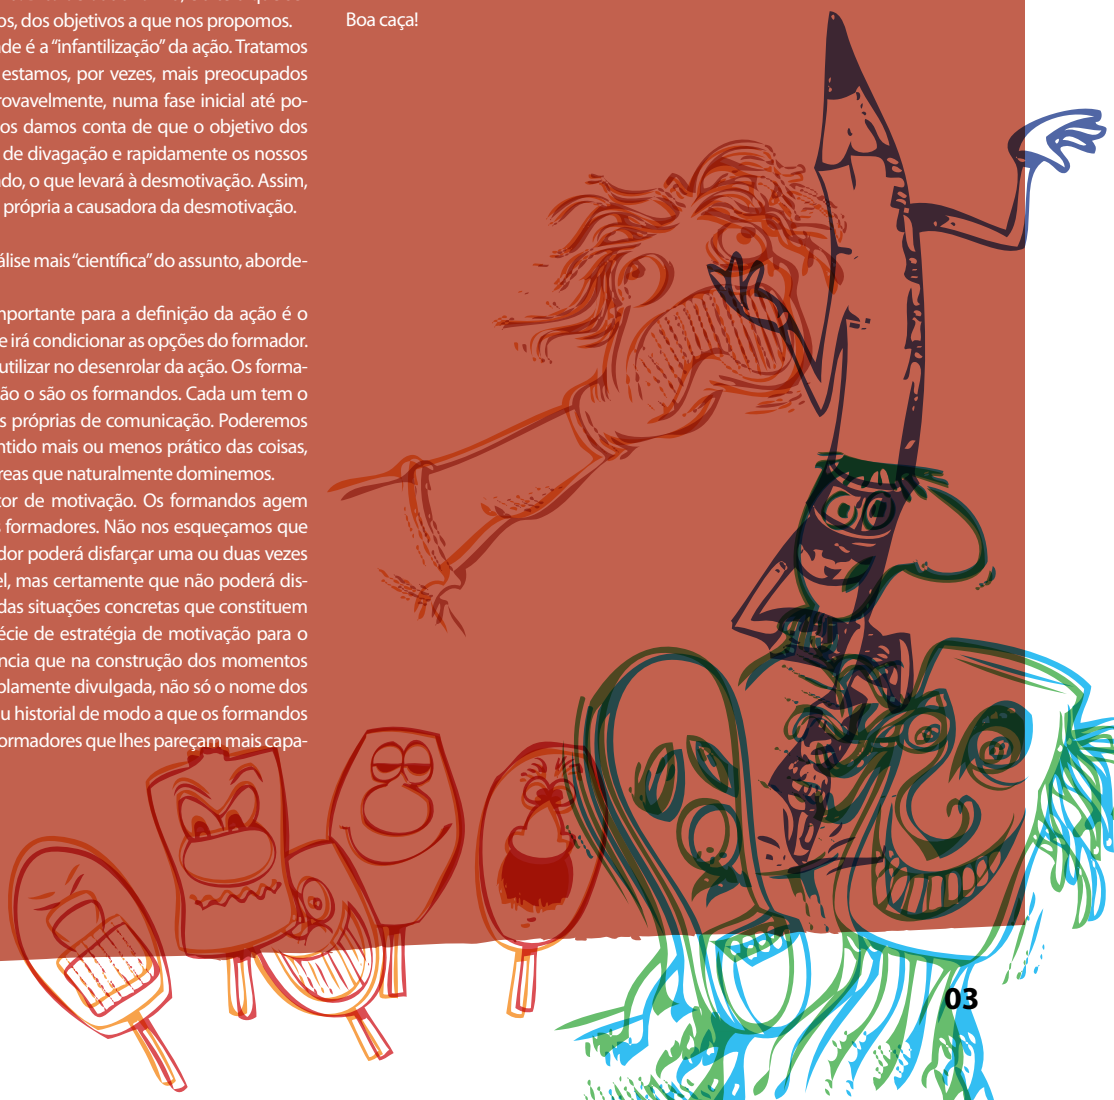 os, dos objetivos a que nos propomos.
de é a “infantilização” da ação. Tratamos
estamos, por vezes, mais preocupados
rovavelmente, numa fase inicial até po-
os damos conta de que o objetivo dos
de divagação e rapidamente os nossos
do, o que levará à desmotivação. Assim,
própria a causadora da desmotivação.
álise mais “científica” do assunto, aborde-
portante para a definição da ação é o
e irá condicionar as opções do formador.
utilizar no desenrolar da ação. Os forma-
ão o são os formandos. Cada um tem o
s próprias de comunicação. Poderemos
ntido mais ou menos prático das coisas,
reas que naturalmente dominemos.
tor de motivação. Os formandos agem
s formadores. Não nos esqueçamos que
dor poderá disfarçar uma ou duas vezes
el, mas certamente que não poderá dis-
das situações concretas que constituem
écie de estratégia de motivação para o
ncia que na construção dos momentos
plamente divulgada, não só o nome dos
u historial de modo a que os formandos
ormadores que lhes pareçam mais capa-
Boa caça!
03